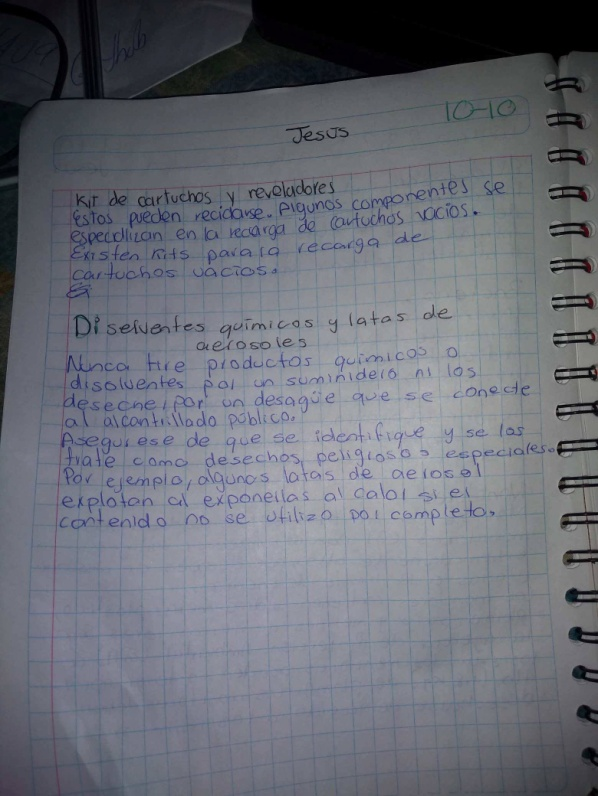 10-10
Jesus
Kit de cartuchos y reveladores
Estos pueden reciclarse. Algunos componentes se
especializan en la recarga de cartuchos vacios.
Existen Kits para la recarga de
cartuchos vacios.
Diselventes químicos y latas de
aerosoles
Nunca tire productos químicos o
disolventes por un suminidero ni los
deseche, por un desagüe que se conecte
al alcantrillado público.
Asegurese de que se identifique y se las
trate como desechos peligrosos especiales.
Por ejemplo, algunas latas de aerosol
explotan al exponerlas al calor si el
contenido no se utilizo por completo.